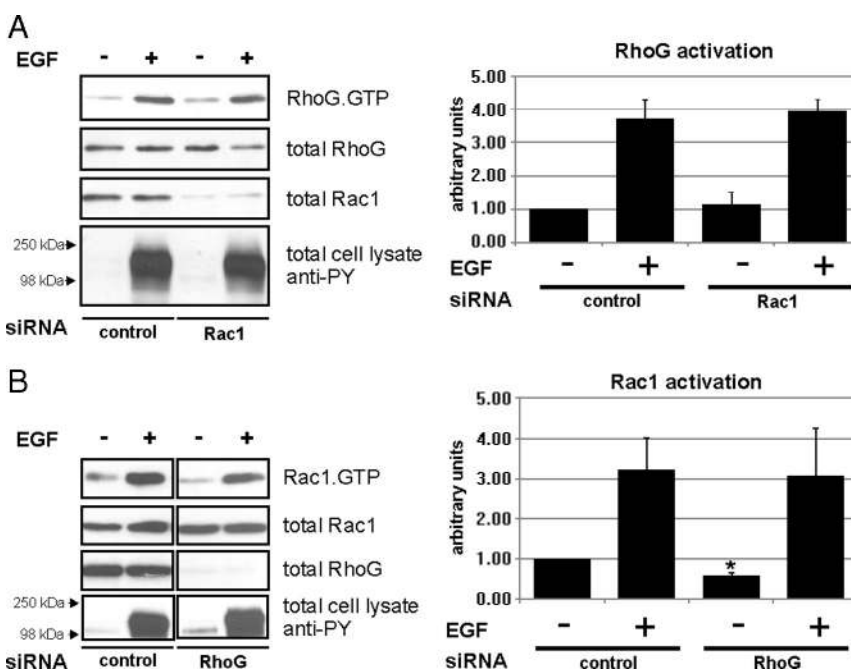 A
EGF - + - +
RhoG.GTP
total RhoG
total Rac1
250 kDa
98 kDa
total cell lysate
anti-PY
siRNA control Rac1
RhoG activation
arbitrary units
5.00
4.00
3.00
2.00
1.00
0.00
EGF - + - +
siRNA control Rac1
B
EGF - + - +
Rac1.GTP
total Rac1
total RhoG
250 kDa
98 kDa
total cell lysate
anti-PY
siRNA control RhoG
Rac1 activation
arbitrary units
5.00
4.00
3.00
2.00
1.00
0.00
*
EGF - + - +
siRNA control RhoG